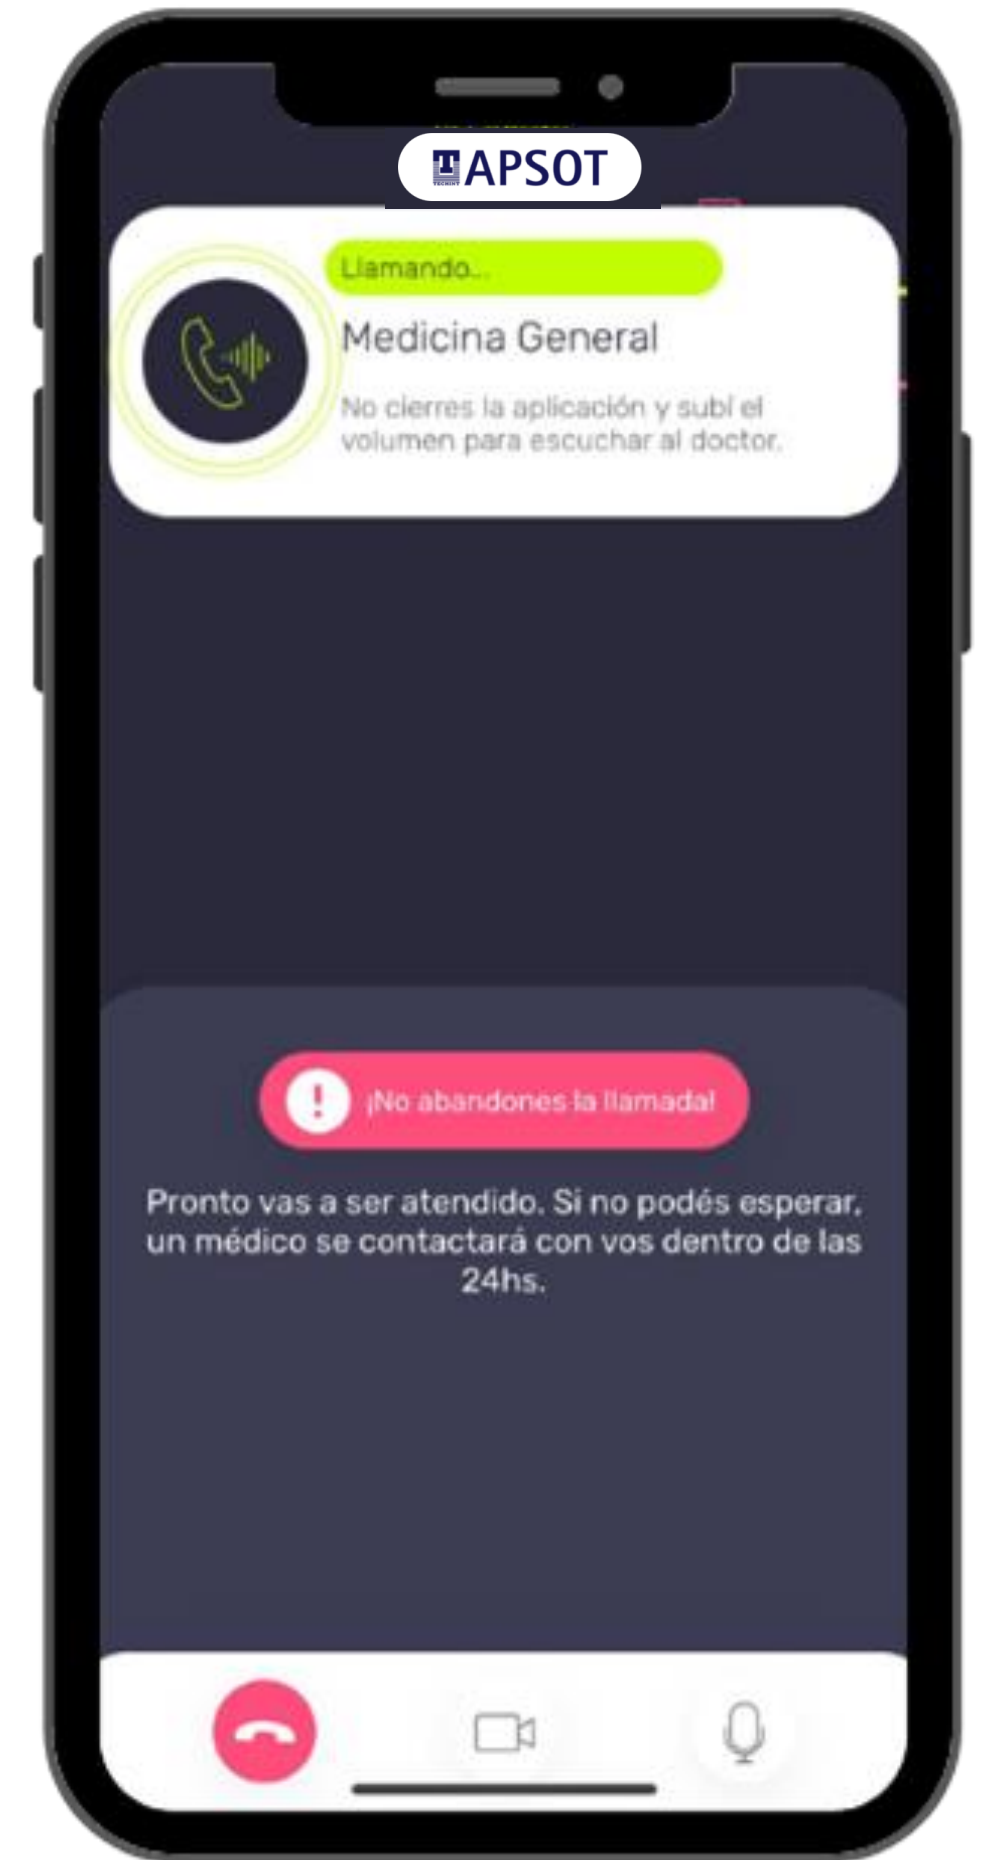 APSOT
Llamando...
Medicina General
No cierres la aplicación y subí el
volumen para escuchar al doctor.
¡No abandones la llamada!
Pronto vas a ser atendido. Si no podés esperar,
un médico se contactará con vos dentro de las
24hs.